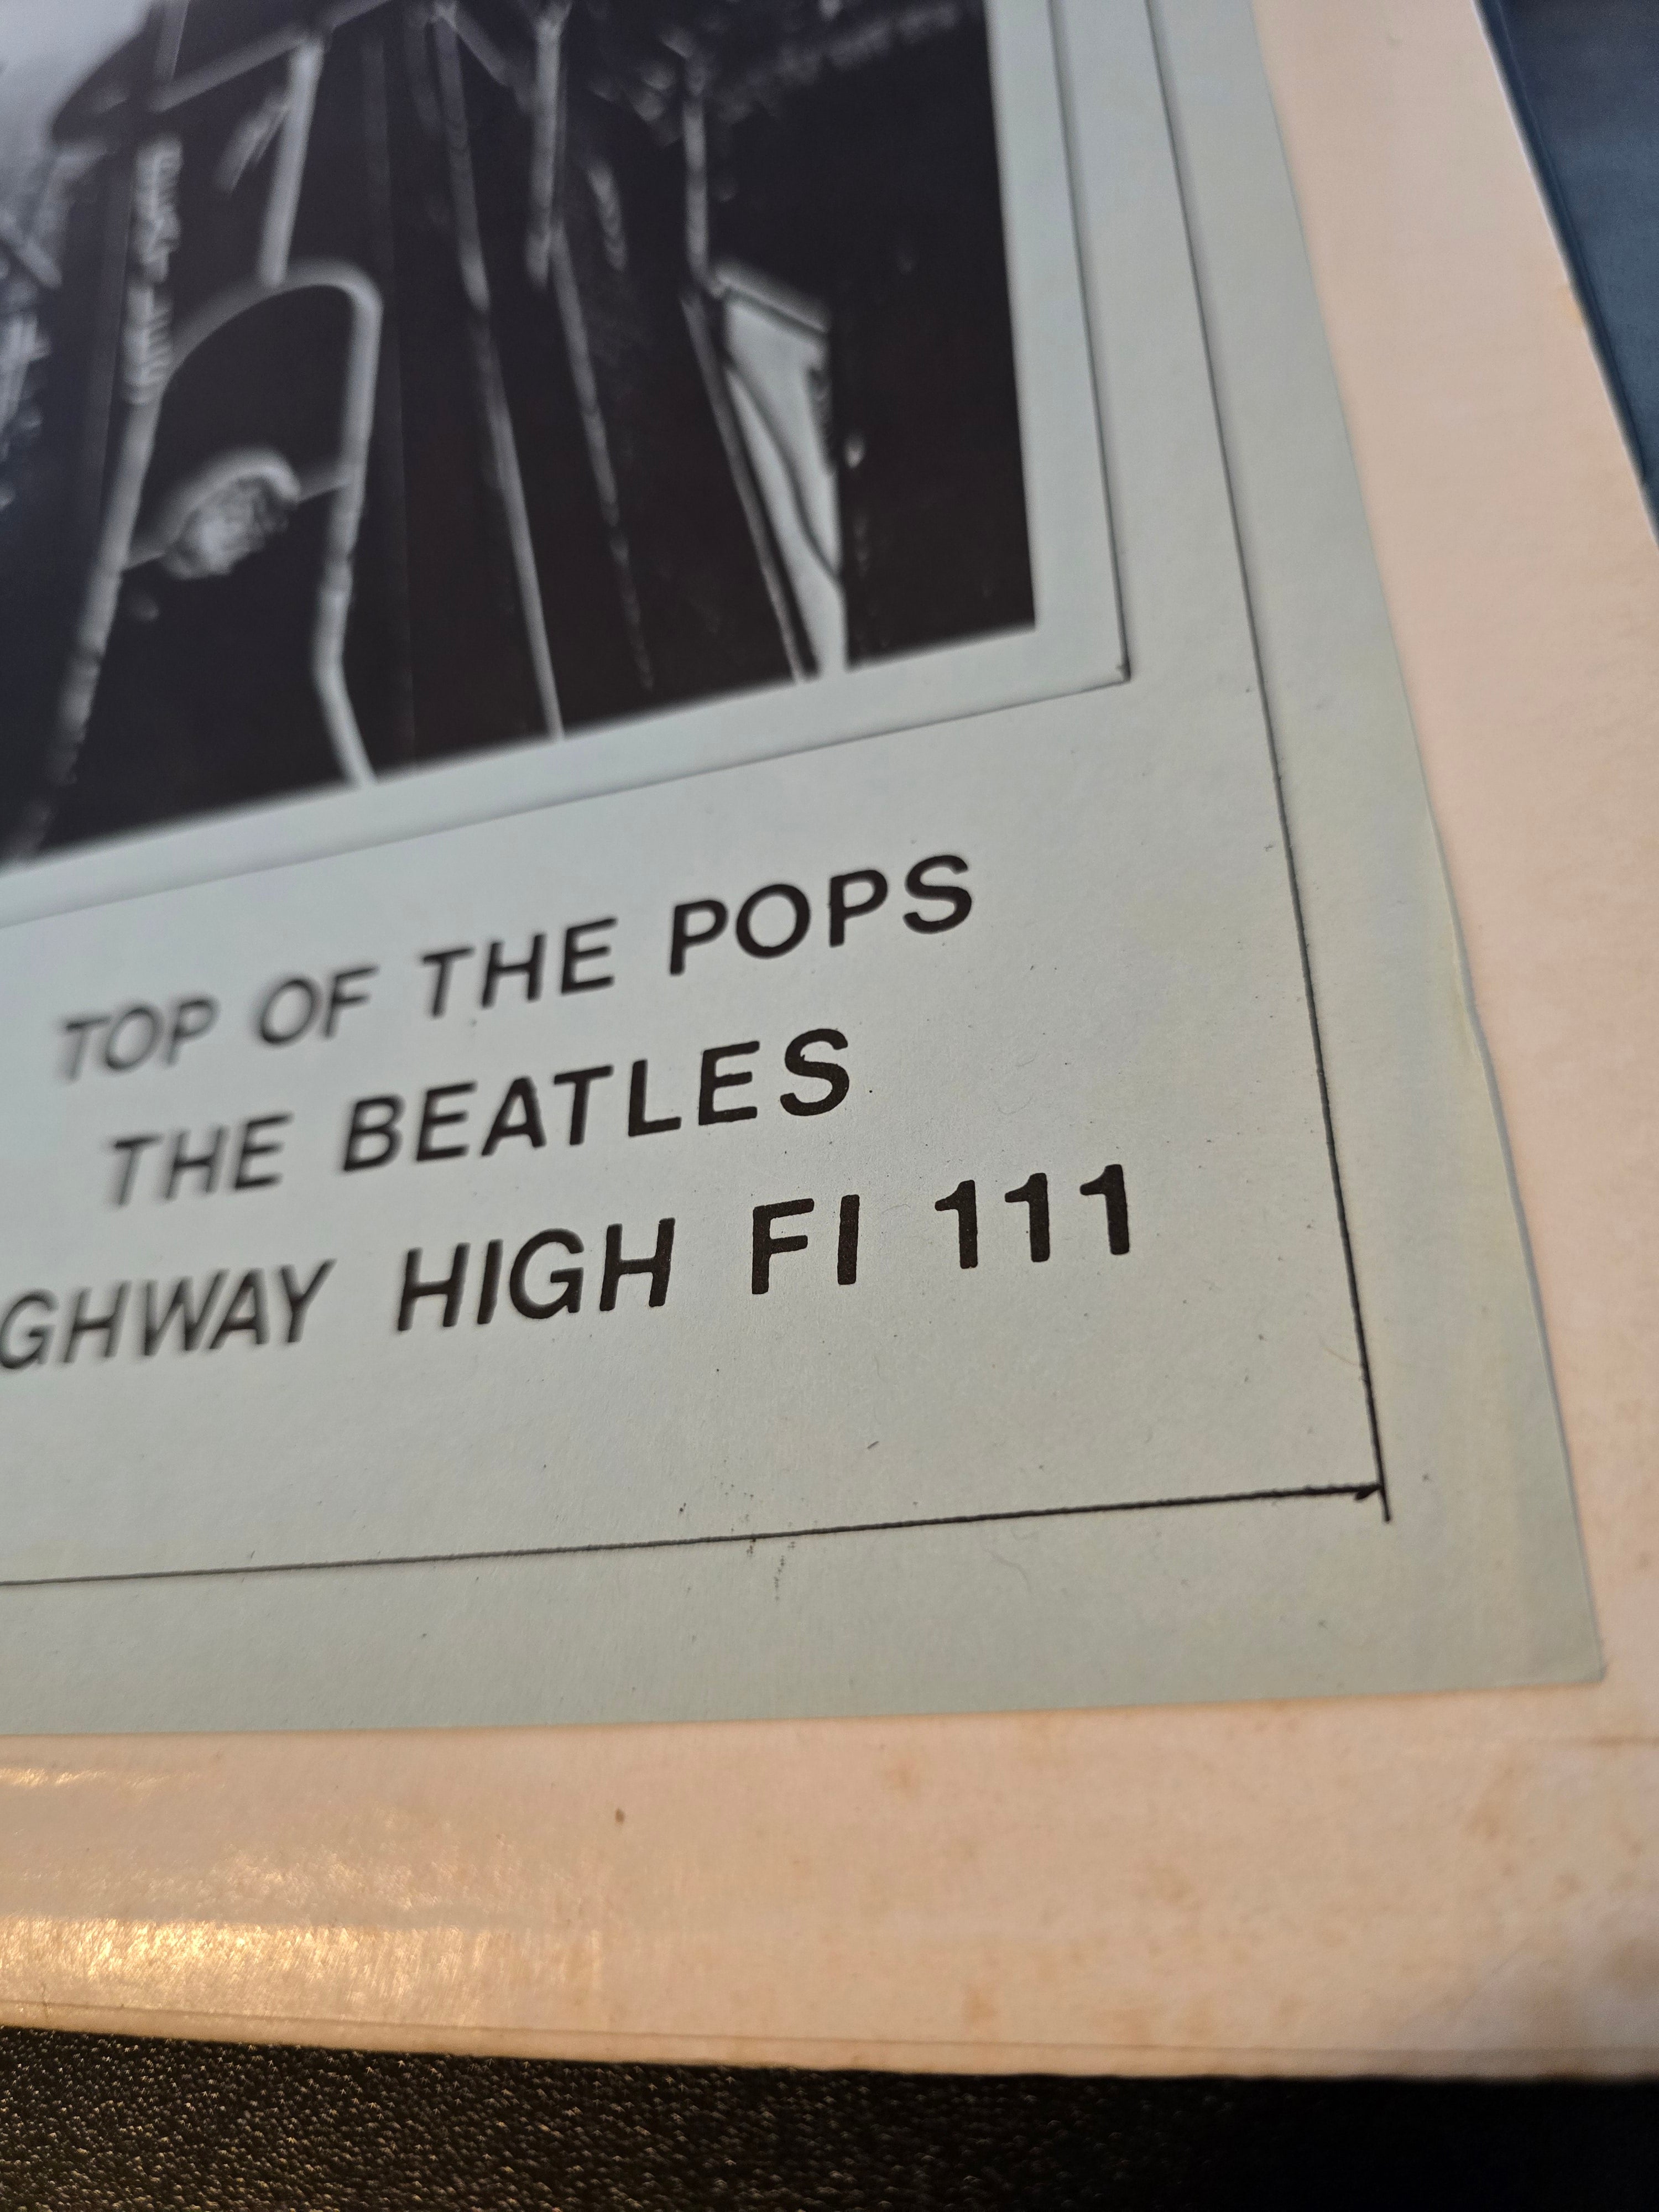 TOP OF THE POPS
THE BEATLES
GHWAY HIGH FI 111